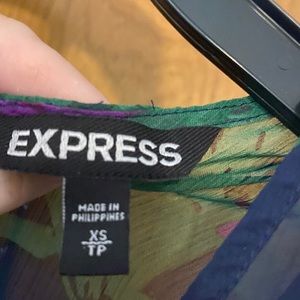 EXPRESS
MADE IN
PHILIPPINES
XS
TP